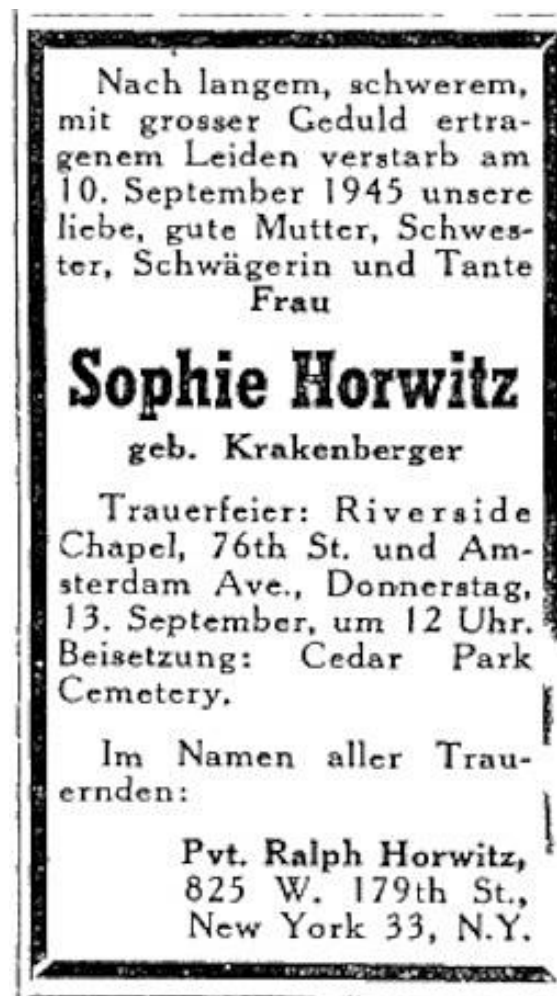 Nach langem, schwerem,
mit grosser Geduld ertra-
genem Leiden verstarb am
10. September 1945 unsere
liebe, gute Mutter, Schwes-
ter, Schwägerin und Tante
Frau
Sophie Horwitz
geb. Krakenberger
Trauerfeier: Riverside
Chapel, 76th St. und Am-
sterdam Ave., Donnerstag,
13. September, um 12 Uhr.
Beisetzung: Cedar Park
Cemetery.
Im Namen aller Trau-
ernden:
Pvt. Ralph Horwitz,
825 W. 179th St.,
New York 33, N.Y.